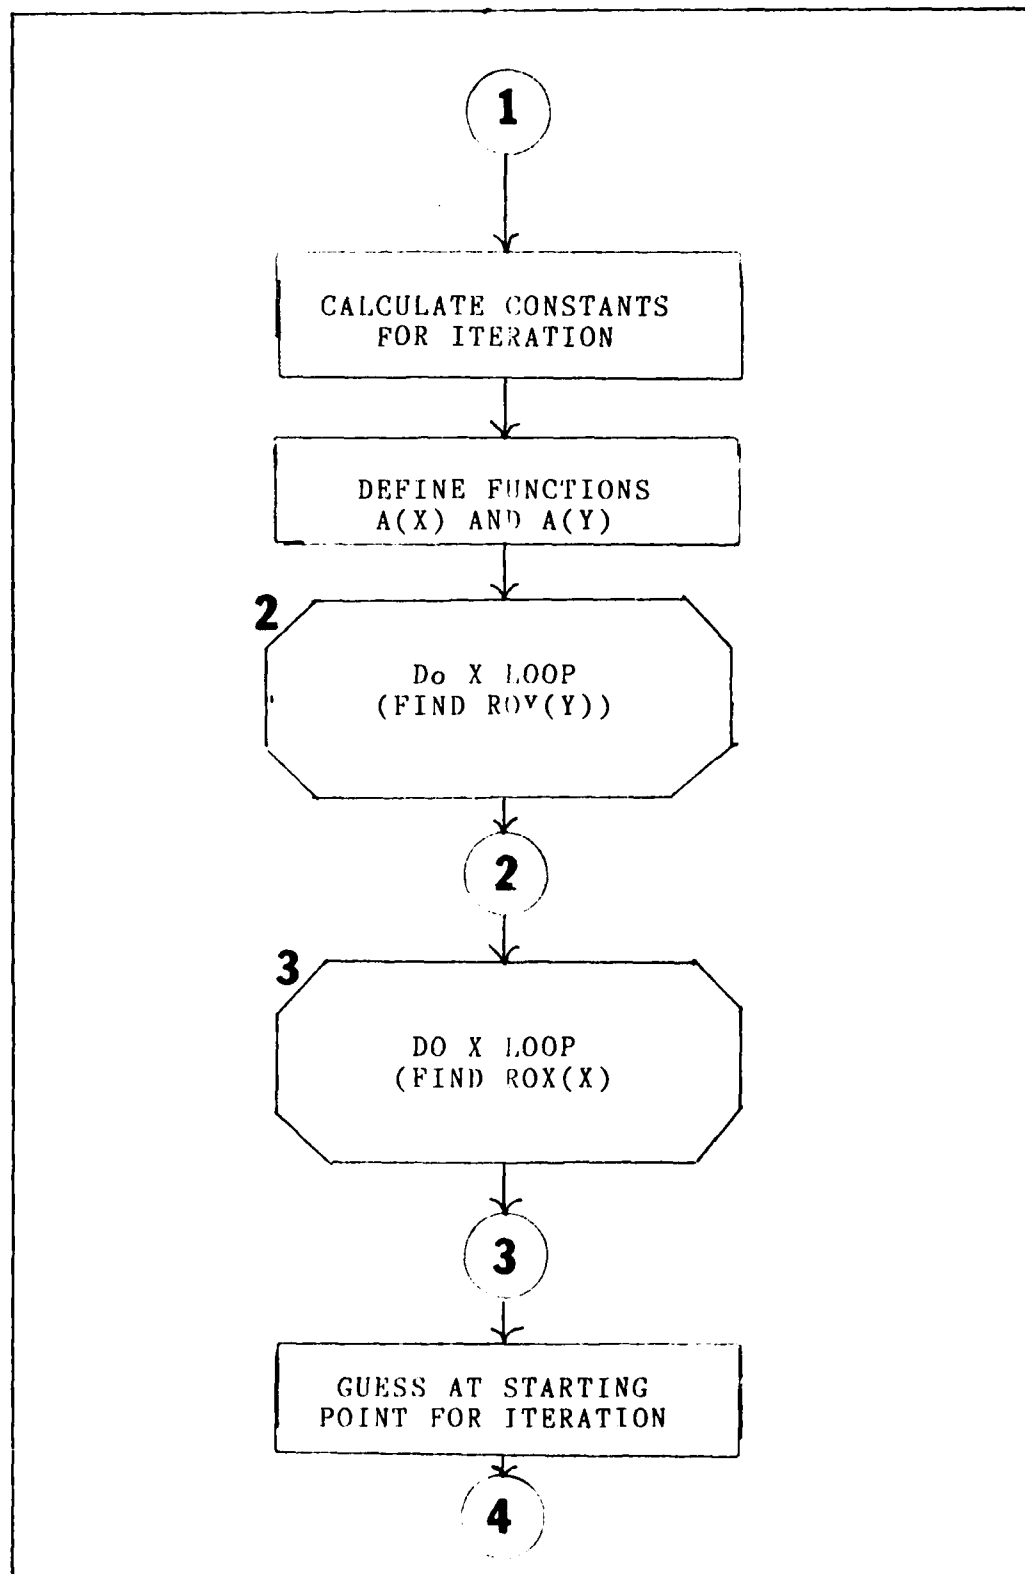 1
CALCULATE CONSTANTS
FOR ITERATION
DEFINE FUNCTIONS
A(X) AND A(Y)
2
Do X LOOP
(FIND ROY(Y))
2
3
DO X LOOP
(FIND ROX(X)
3
GUESS AT STARTING
POINT FOR ITERATION
4